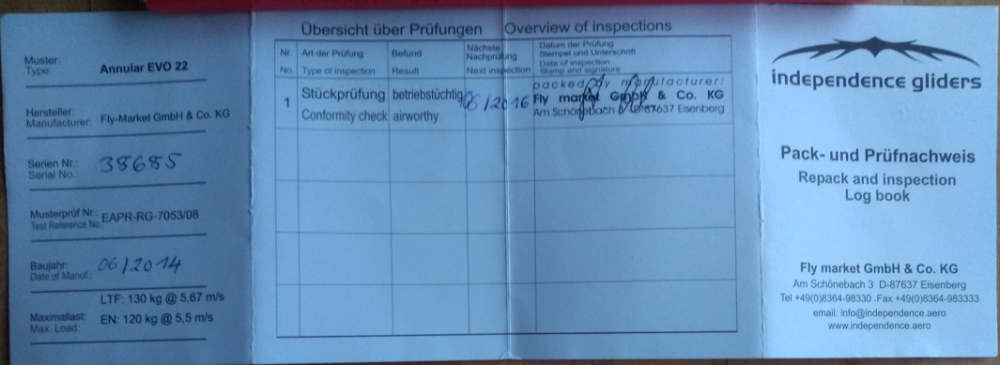 Muster:
Type: Annular EVO 22
Hersteller:
Manufacturer: Fly-Market GmbH & Co. KG
Serien Nr.:
Serial No.: 38685
Musterprüf Nr.:
Test Reference No.: EAPR-RG-7053/08
Baujahr:
Date of Manuf.: 06/2014
LTF: 130 kg @ 5,67 m/s
Maximallast:
Max. Load: EN: 120 kg @ 5,5 m/s
Übersicht über Prüfungen Overview of inspections
Nr. Art der Prüfung Befund Nächste Nachprüfung Datum der Prüfung Stempel und Unterschrift
No. Type of inspection Result Next inspection Date of inspection Stamp and signature
1 Stückprüfung betriebstüchtig 06/2016 packed by manufacturer:
Conformity check airworthy Fly market GmbH & Co. KG
Am Schönebach D-87637 Eisenberg
independence gliders
Pack- und Prüfnachweis
Repack and inspection
Log book
Fly market GmbH & Co. KG
Am Schönebach 3 D-87637 Eisenberg
Tel +49(0)8364-98330 .Fax +49(0)8364-983333
email: info@independence.aero
www.independence.aero